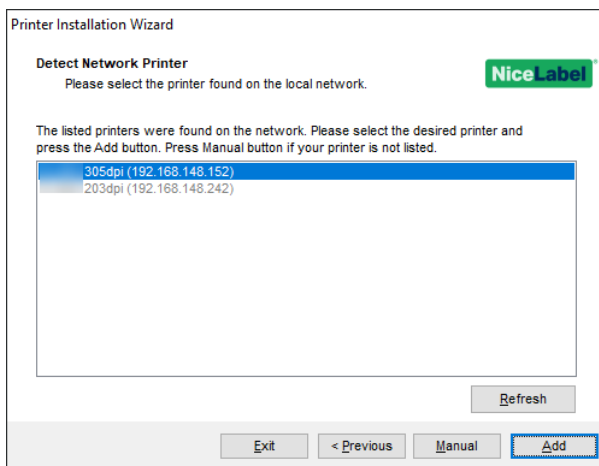 Printer Installation Wizard
Detect Network Printer
Please select the printer found on the local network.
NiceLabel
The listed printers were found on the network. Please select the desired printer and
press the Add button. Press Manual button if your printer is not listed.
305dpi (192.168.148.152)
203dpi (192.168.148.242)
Refresh
Exit
< Previous
Manual
Add